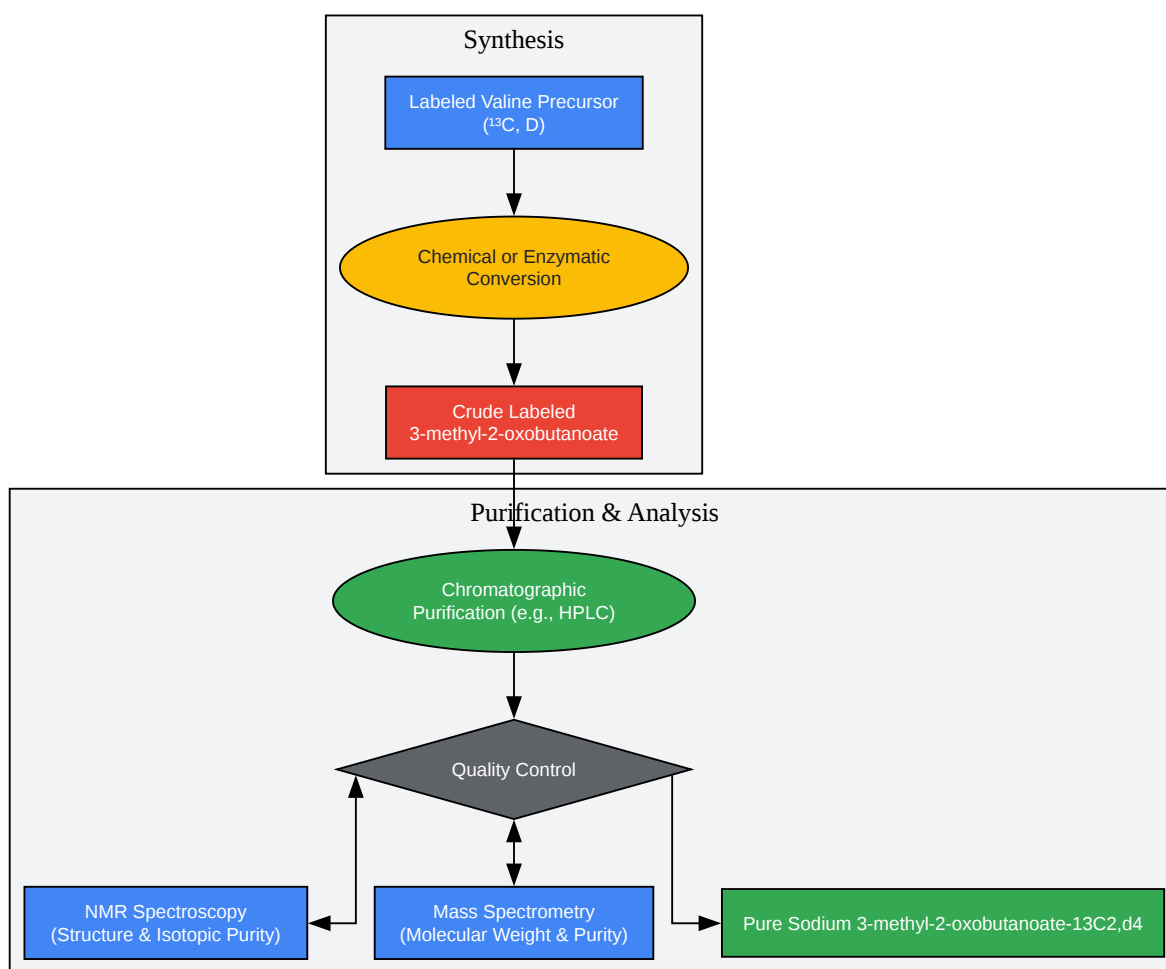 Synthesis
Labeled Valine Precursor
(¹³C, D)
Chemical or Enzymatic
Conversion
Crude Labeled
3-methyl-2-oxobutanoate
Purification & Analysis
Chromatographic
Purification (e.g., HPLC)
Quality Control
NMR Spectroscopy
(Structure & Isotopic Purity)
Mass Spectrometry
(Molecular Weight & Purity)
Pure Sodium 3-methyl-2-oxobutanoate-13C2,d4